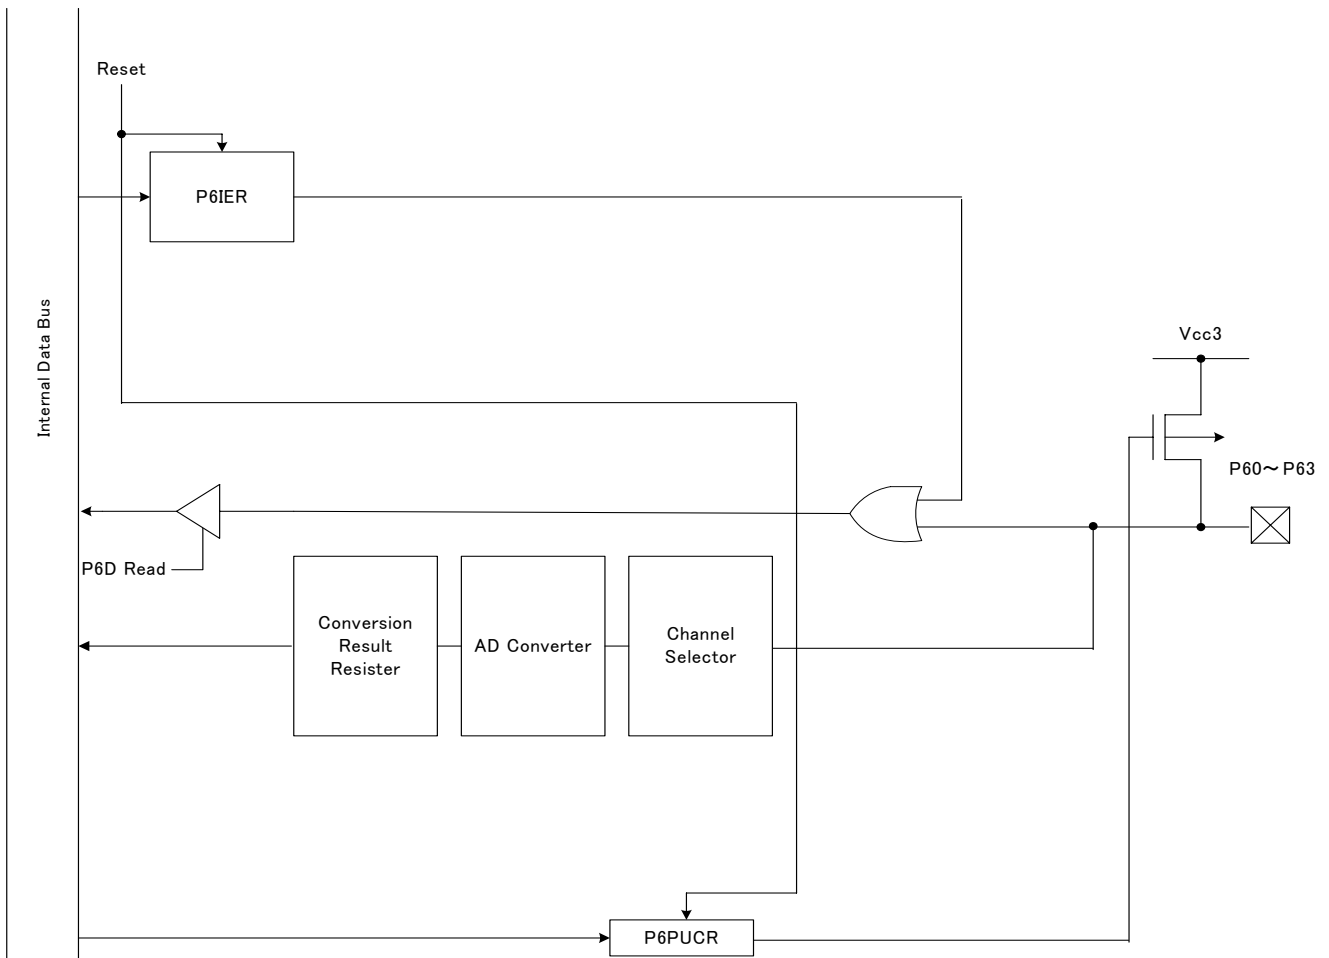 Reset
P6IER
Internal Data Bus
Vcc3
P60～P63
P6D Read
Conversion
Result
Resister
AD Converter
Channel
Selector
P6PUCR